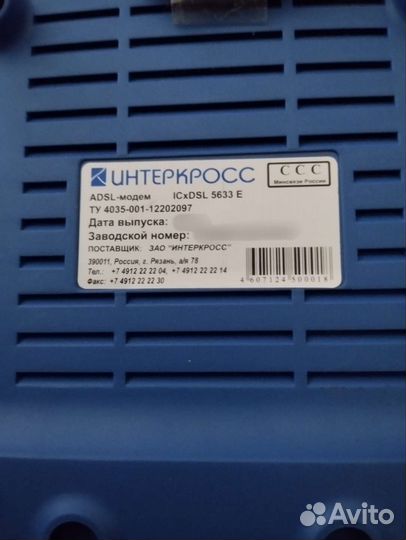 ИНТЕРКРОСС
ССС
Минсвязи России
ADSL-модем ICxDSL 5633 E
ТУ 4035-001-12202097
Дата выпуска:
Заводской номер:
ПОСТАВЩИК: ЗАО "ИНТЕРКРОСС"
390011, Россия, г. Рязань, а/я 78
Тел.: +7 4912 22 22 04, +7 4912 22 22 14
Факс: +7 4912 22 22 30
4607124500018
Avito